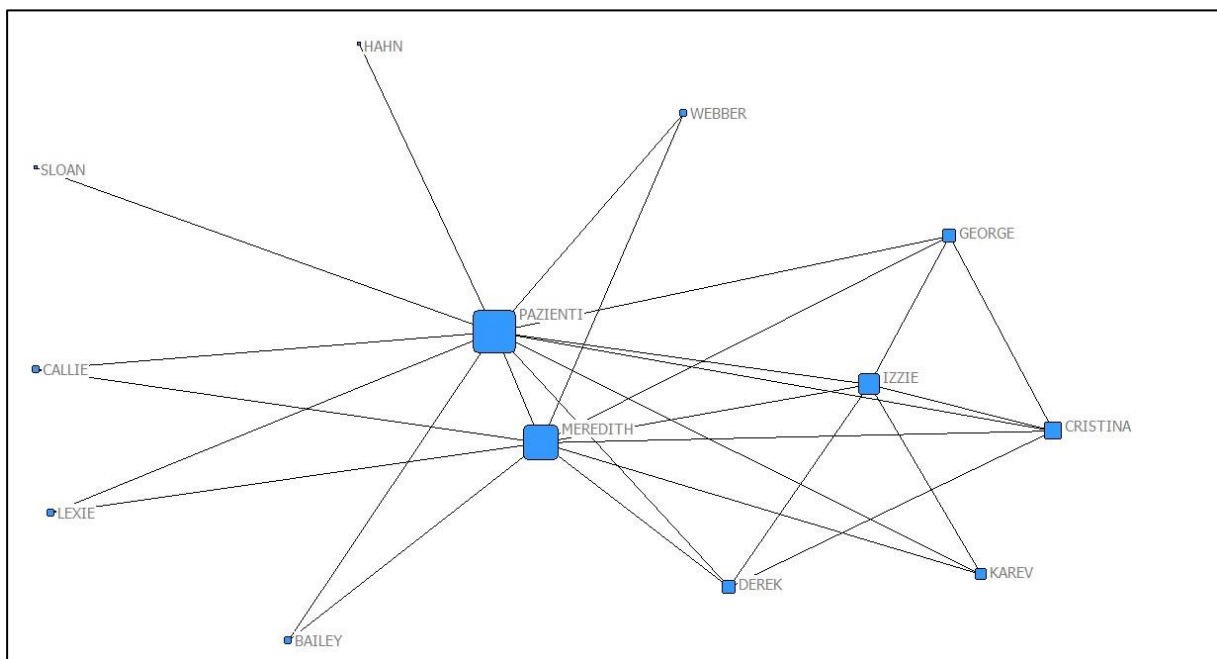 HAHN
WEBBER
SLOAN
GEORGE
PAZIENTI
CALLIE
IZZIE
MEREDITH
CRISTINA
LEXIE
KAREV
DEREK
BAILEY